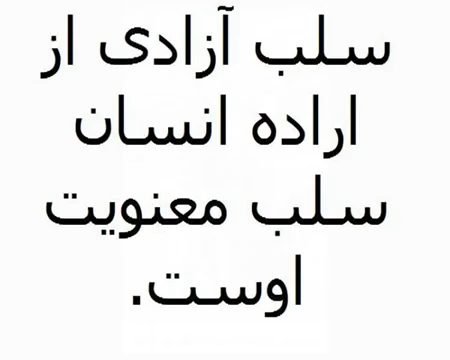 سلب آزادی از
اراده انسان
سلب معنویت
اوست.